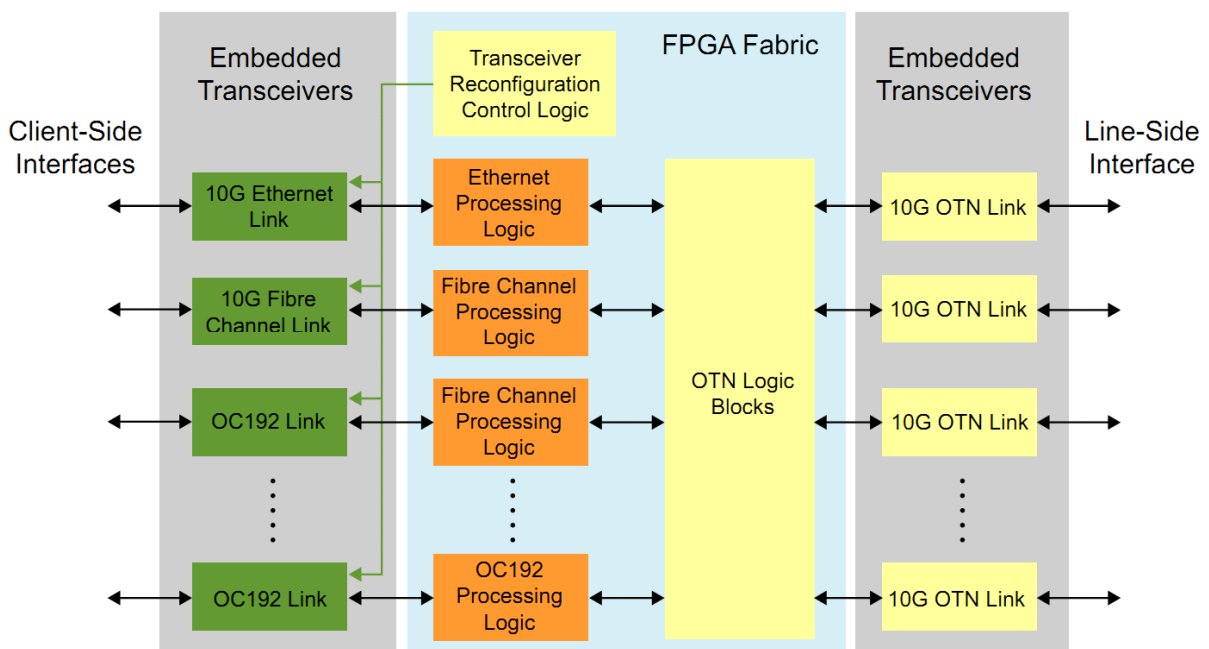 Embedded
Transceivers
FPGA Fabric
Embedded
Transceivers
Transceiver
Reconfiguration
Control Logic
Client-Side
Interfaces
Line-Side
Interface
10G Ethernet
Link
Ethernet
Processing
Logic
10G OTN Link
10G Fibre
Channel Link
Fibre Channel
Processing
Logic
10G OTN Link
OC192 Link
Fibre Channel
Processing
Logic
OTN Logic
Blocks
10G OTN Link
OC192 Link
OC192
Processing
Logic
10G OTN Link